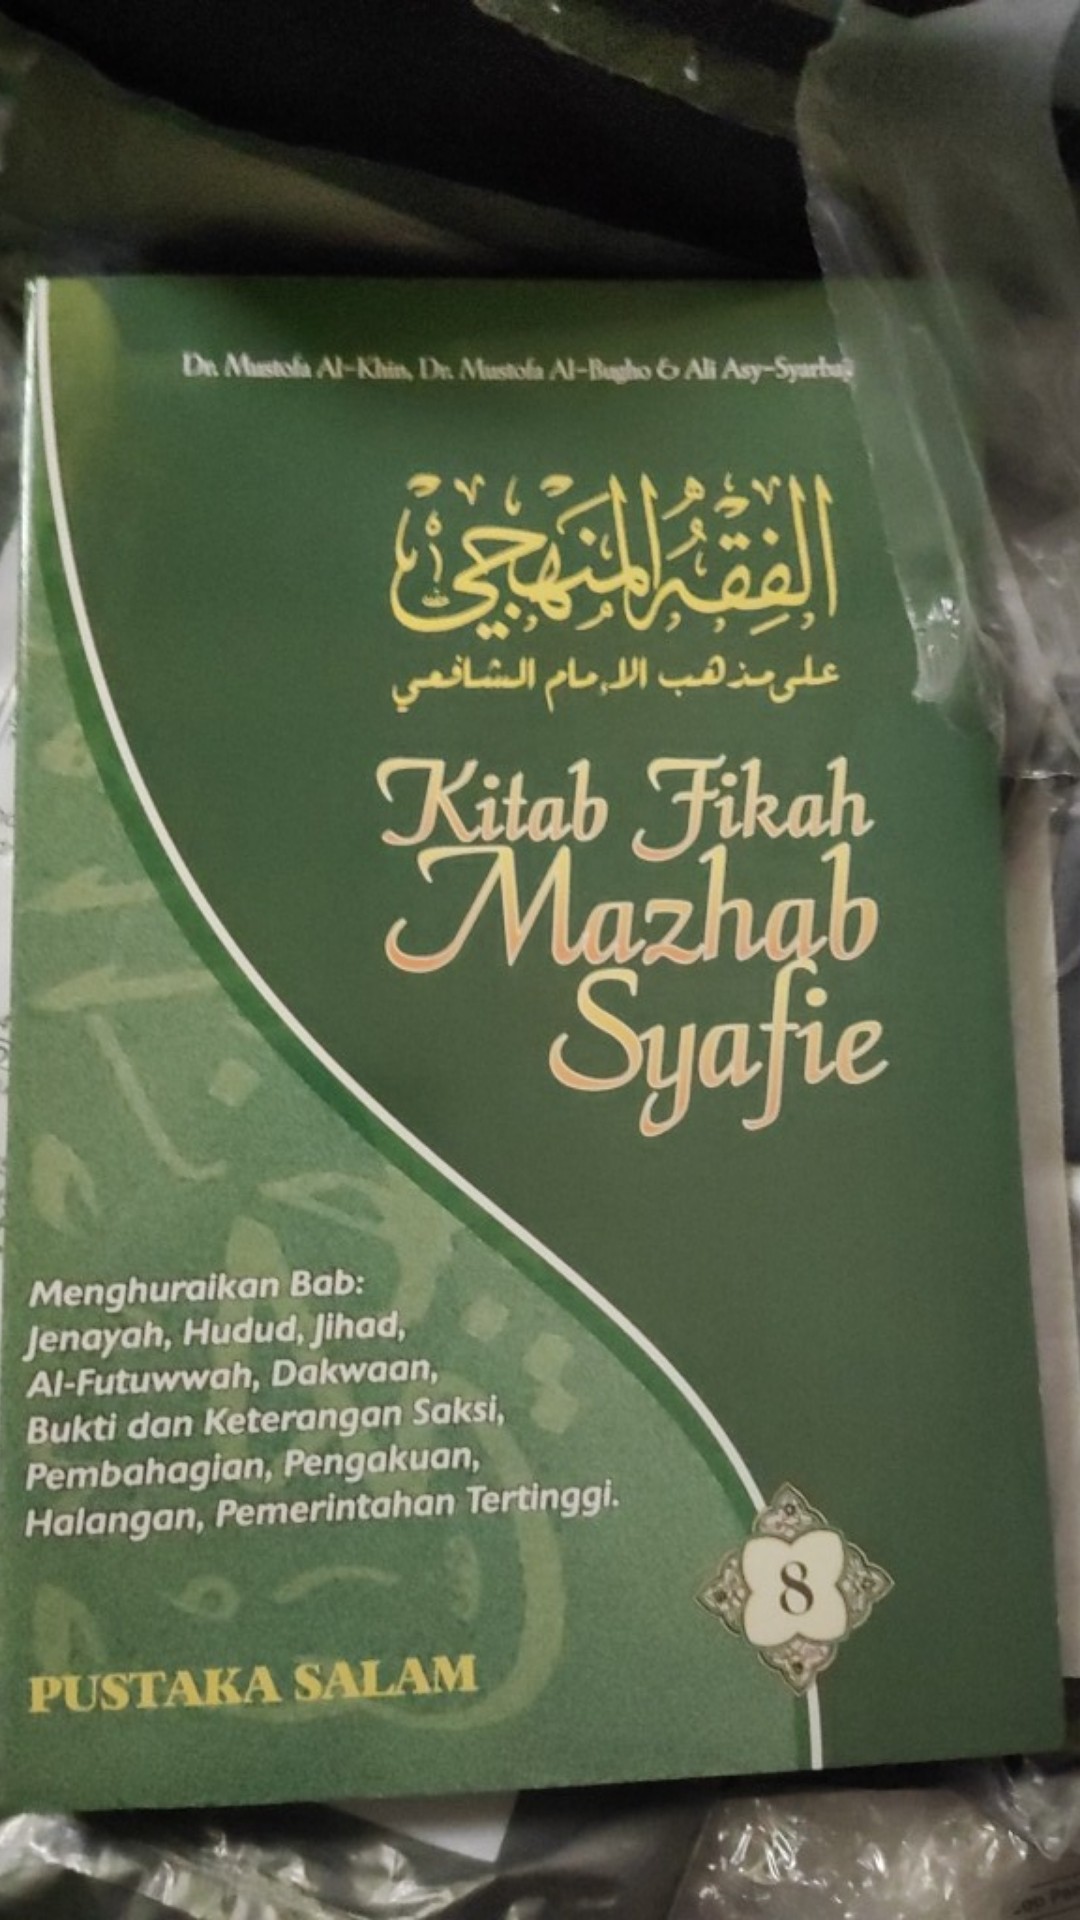 Dr. Mustofa Al-Khin, Dr. Mustofa Al-Bugho & Ali Asy-Syarbaji
الفِقْهُ المَنْهَجِيُّ
على مذهب الإمام الشافعي
Kitab Fikah
Mazhab
Syafie
Menghuraikan Bab:
Jenayah, Hudud, Jihad,
Al-Futuwwah, Dakwaan,
Bukti dan Keterangan Saksi,
Pembahagian, Pengakuan,
Halangan, Pemerintahan Tertinggi.
8
PUSTAKA SALAM